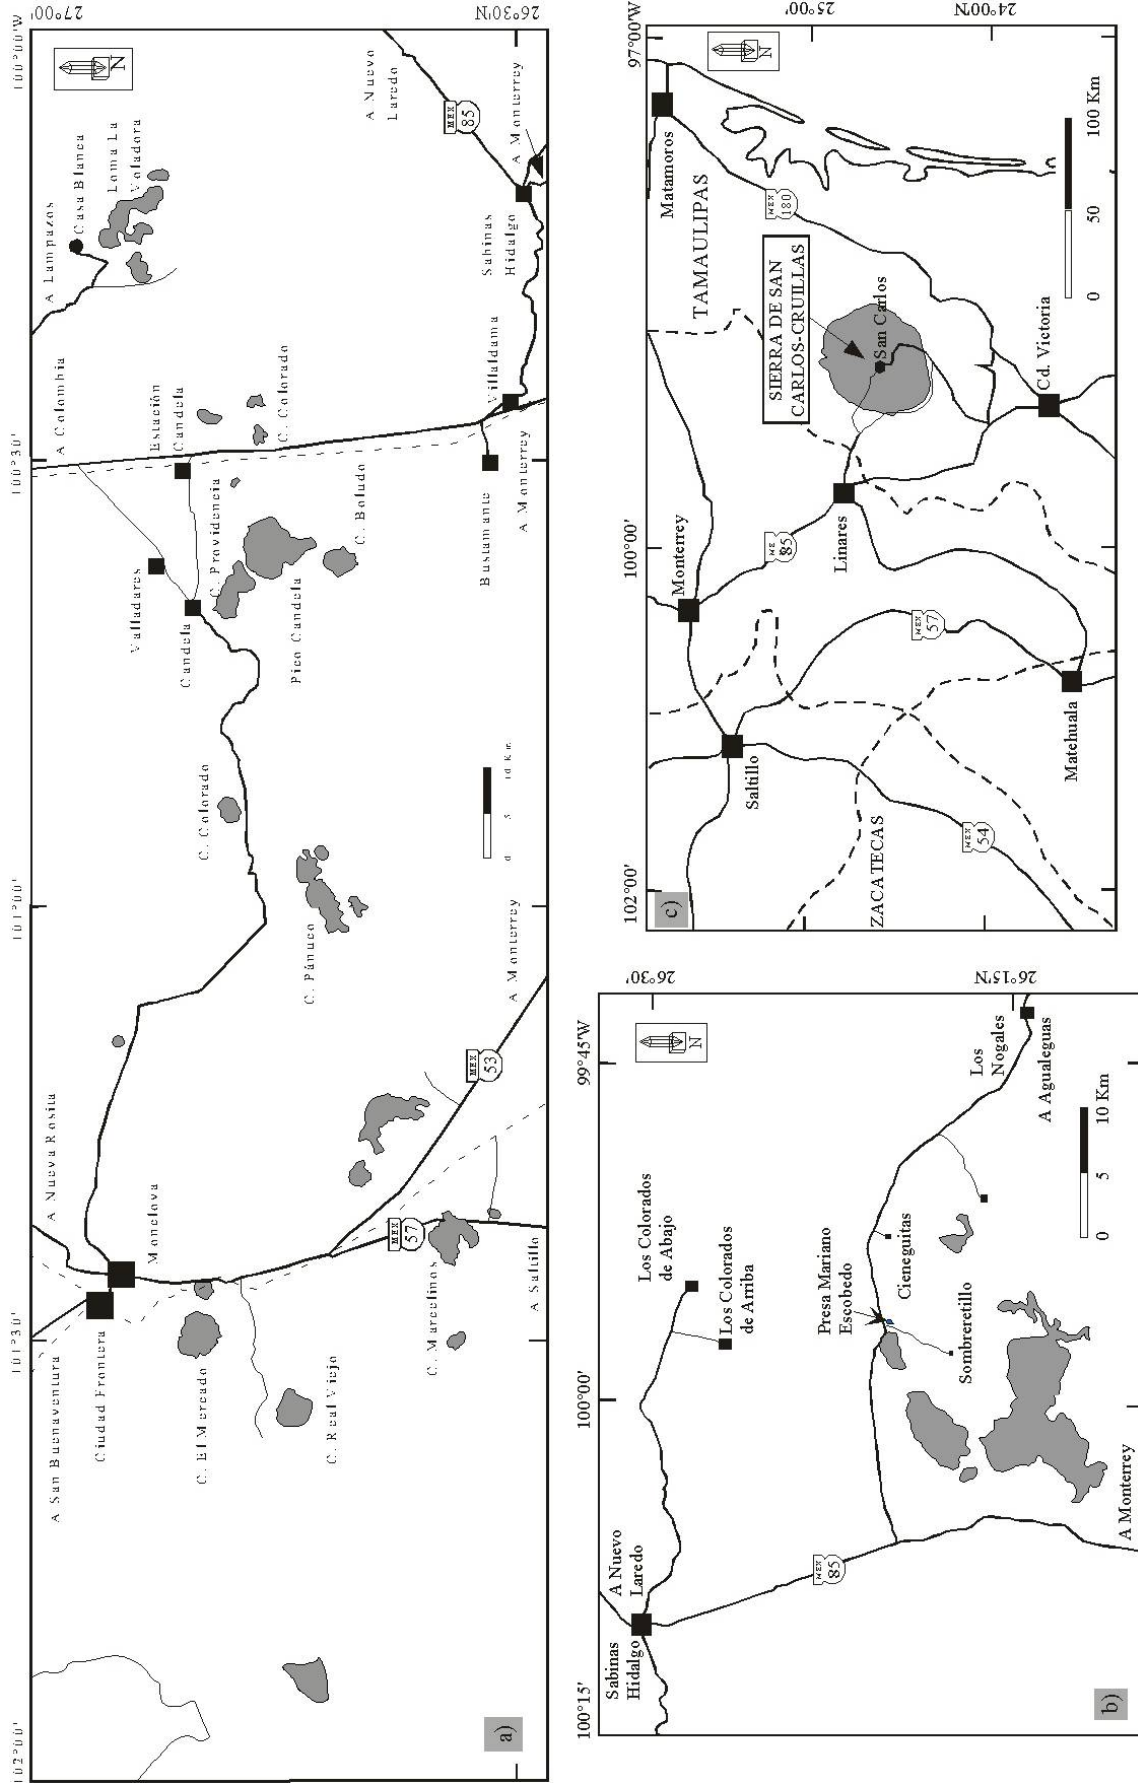 102°00'
101°30'
101°00'
100°30'
100°00'W
27°00'
26°30'N
A San Buenaventura
A Nueva Rosita
Ciudad Frontera
Monclova
C. El Mercado
C. Real Viejo
C. Marcelinos
MEX
57
A Saltillo
MEX
53
A Monterrey
C. Pánuco
C. Colorado
Valladares
Candela
C. Providencia
Pico Candela
C. Boludo
A Colombia
Estación
Candela
C. Colorado
Bustamante
Villaldama
A Monterrey
A Lampazos
Casa Blanca
Loma La
Voladora
Sabinas
Hidalgo
A Nuevo
Laredo
MEX
85
A Monterrey
N
0 5 10 Km
a)
100°15'
100°00'
99°45'W
26°30'
26°15'N
A Nuevo
Laredo
Sabinas
Hidalgo
Los Colorados
de Abajo
Los Colorados
de Arriba
Presa Mariano
Escobedo
Cieneguitas
Sombreretillo
Los
Nogales
A Agualeguas
MEX
85
A Monterrey
N
0 5 10 Km
b)
102°00'
100°00'
97°00'W
25°00'
24°00'N
c)
Monterrey
Saltillo
Matamoros
TAMAULIPAS
MEX
180
SIERRA DE SAN
CARLOS-CRUILLAS
San Carlos
ME X
85
Linares
MEX
57
ZACATECAS
MEX
54
Matehuala
Cd. Victoria
N
0 50 100 Km